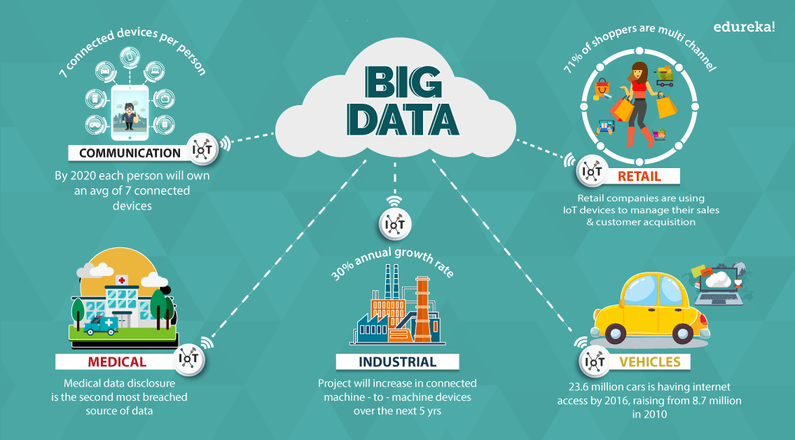 edureka!
BIG
DATA
7 connected devices per person
COMMUNICATION
IoT
By 2020 each person will own
an avg of 7 connected
devices
71% of shoppers are multi channel
IoT
RETAIL
Retail companies are using
IoT devices to manage their sales
& customer acquisition
MEDICAL
IoT
Medical data disclosure
is the second most breached
source of data
IoT
30% annual growth rate
INDUSTRIAL
Project will increase in connected
machine - to - machine devices
over the next 5 yrs
IoT
VEHICLES
23.6 million cars is having internet
access by 2016, raising from 8.7 million
in 2010